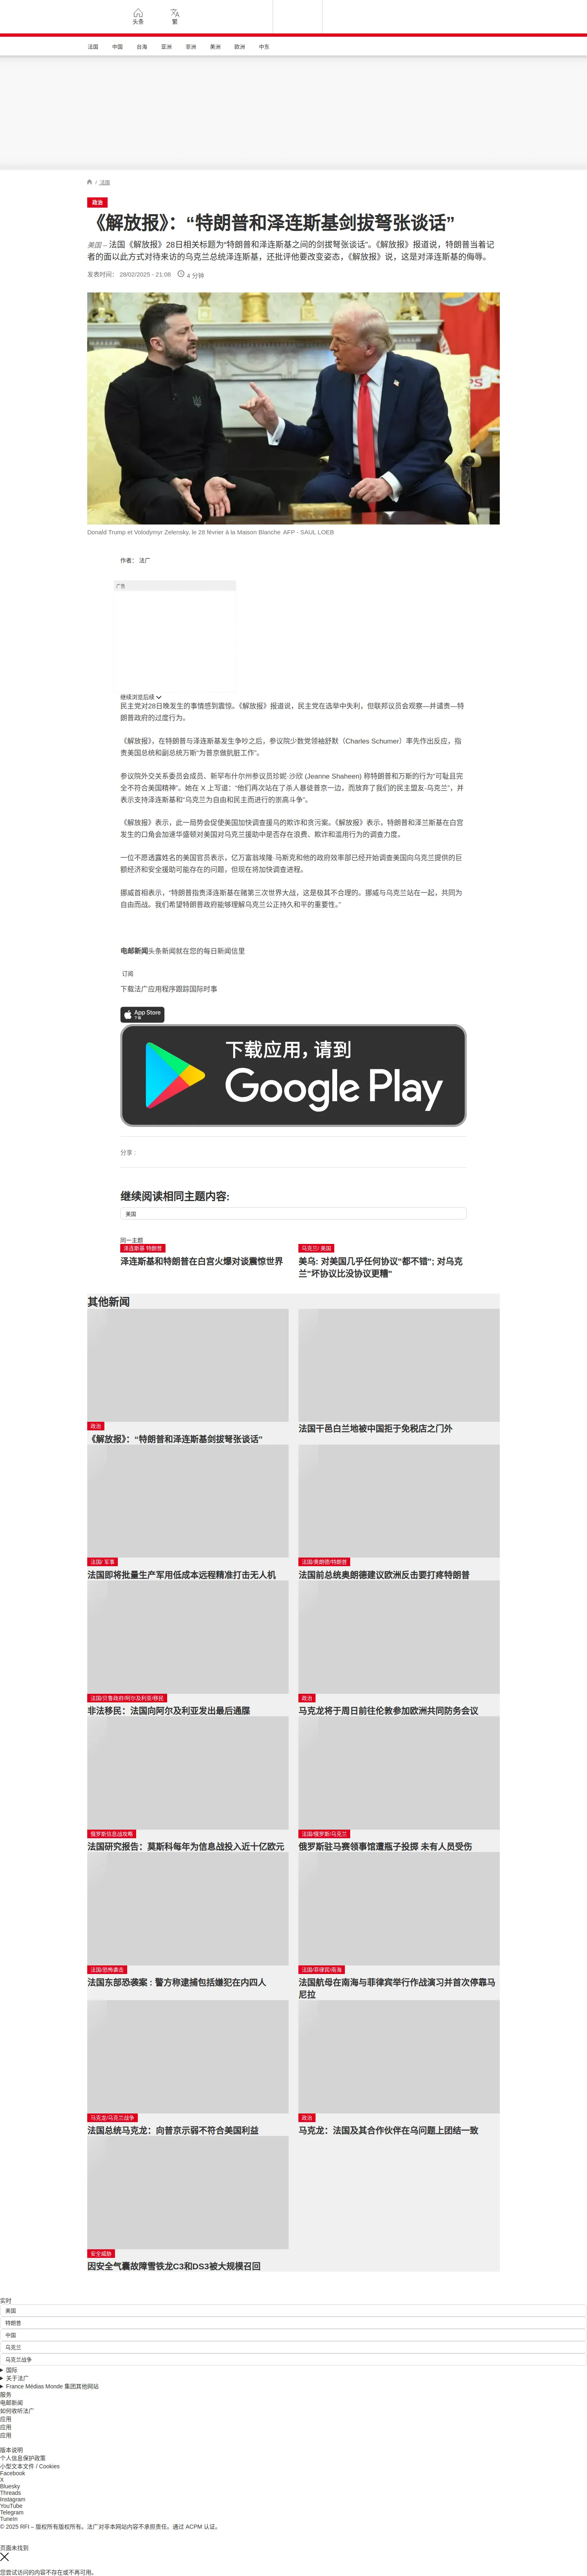 头条
繁
法国 中国 台海 亚洲 非洲 美洲 欧洲 中东
/ 法国
政治
《解放报》：“特朗普和泽连斯基剑拔弩张谈话”
美国 – 法国《解放报》28日相关标题为“特朗普和泽连斯基之间的剑拔弩张谈话”。《解放报》报道说，特朗普当着记
者的面以此方式对待来访的乌克兰总统泽连斯基，还批评他要改变姿态，《解放报》说，这是对泽连斯基的侮辱。
发表时间： 28/02/2025 - 21:06 4 分钟
Donald Trump et Volodymyr Zelensky, le 28 février à la Maison Blanche AFP - SAUL LOEB
作者： 法广
广告
继续浏览后续
民主党对28日晚发生的事情感到震惊。《解放报》报道说，民主党在选举中失利，但联邦议员会观察—并谴责—特
朗普政府的过度行为。
《解放报》，在特朗普与泽连斯基发生争吵之后，参议院少数党领袖舒默（Charles Schumer）率先作出反应，指
责美国总统和副总统万斯“为普京做肮脏工作”。
参议院外交关系委员会成员、新罕布什尔州参议员珍妮·沙欣 (Jeanne Shaheen) 称特朗普和万斯的行为“可耻且完
全不符合美国精神”。她在 X 上写道：“他们再次站在了杀人暴徒普京一边，而放弃了我们的民主盟友-乌克兰”，并
表示支持泽连斯基和“乌克兰为自由和民主而进行的崇高斗争”。
《解放报》表示，此一局势会促使美国加快调查援乌的欺诈和贪污案。《解放报》表示，特朗普和泽兰斯基在白宫
发生的口角会加速华盛顿对美国对乌克兰援助中是否存在浪费、欺诈和滥用行为的调查力度。
一位不愿透露姓名的美国官员表示，亿万富翁埃隆·马斯克和他的政府效率部已经开始调查美国向乌克兰提供的巨
额经济和安全援助可能存在的问题，但现在将加快调查进程。
挪威首相表示，“特朗普指责泽连斯基在赌第三次世界大战，这是极其不合理的。挪威与乌克兰站在一起，共同为
自由而战。我们希望特朗普政府能够理解乌克兰公正持久和平的重要性。”
电邮新闻头条新闻就在您的每日新闻信里
订阅
下载法广应用程序跟踪国际时事
App Store
下载
下载应用，请到
Google Play
分享 :
继续阅读相同主题内容:
美国
同一主题
泽连斯基 特朗普
泽连斯基和特朗普在白宫火爆对谈震惊世界
乌克兰/ 美国
美乌: 对美国几乎任何协议"都不错"; 对乌克
兰"坏协议比没协议更糟"
其他新闻
政治
《解放报》：“特朗普和泽连斯基剑拔弩张谈话”
法国干邑白兰地被中国拒于免税店之门外
法国/ 军事
法国即将批量生产军用低成本远程精准打击无人机
法国/奥朗德/特朗普
法国前总统奥朗德建议欧洲反击要打疼特朗普
法国/贝鲁政府/阿尔及利亚/移民
非法移民：法国向阿尔及利亚发出最后通牒
政治
马克龙将于周日前往伦敦参加欧洲共同防务会议
俄罗斯信息战攻略
法国研究报告：莫斯科每年为信息战投入近十亿欧元
法国/俄罗斯/乌克兰
俄罗斯驻马赛领事馆遭瓶子投掷 未有人员受伤
法国/恐怖袭击
法国东部恐袭案 : 警方称逮捕包括嫌犯在内四人
法国/菲律宾/南海
法国航母在南海与菲律宾举行作战演习并首次停靠马
尼拉
马克龙/乌克兰战争
法国总统马克龙：向普京示弱不符合美国利益
政治
马克龙：法国及其合作伙伴在乌问题上团结一致
安全威胁
因安全气囊故障雪铁龙C3和DS3被大规模召回
实时
美国
特朗普
中国
乌克兰
乌克兰战争
国际
关于法广
France Médias Monde 集团其他网站
服务
电邮新闻
如何收听法广
应用
应用
应用
版本说明
个人信息保护政策
小型文本文件 / Cookies
Facebook
X
Bluesky
Threads
Instagram
YouTube
Telegram
TuneIn
© 2025 RFI – 版权所有版权所有。法广对非本网站内容不承担责任。通过 ACPM 认证。
页面未找到
您尝试访问的内容不存在或不再可用。